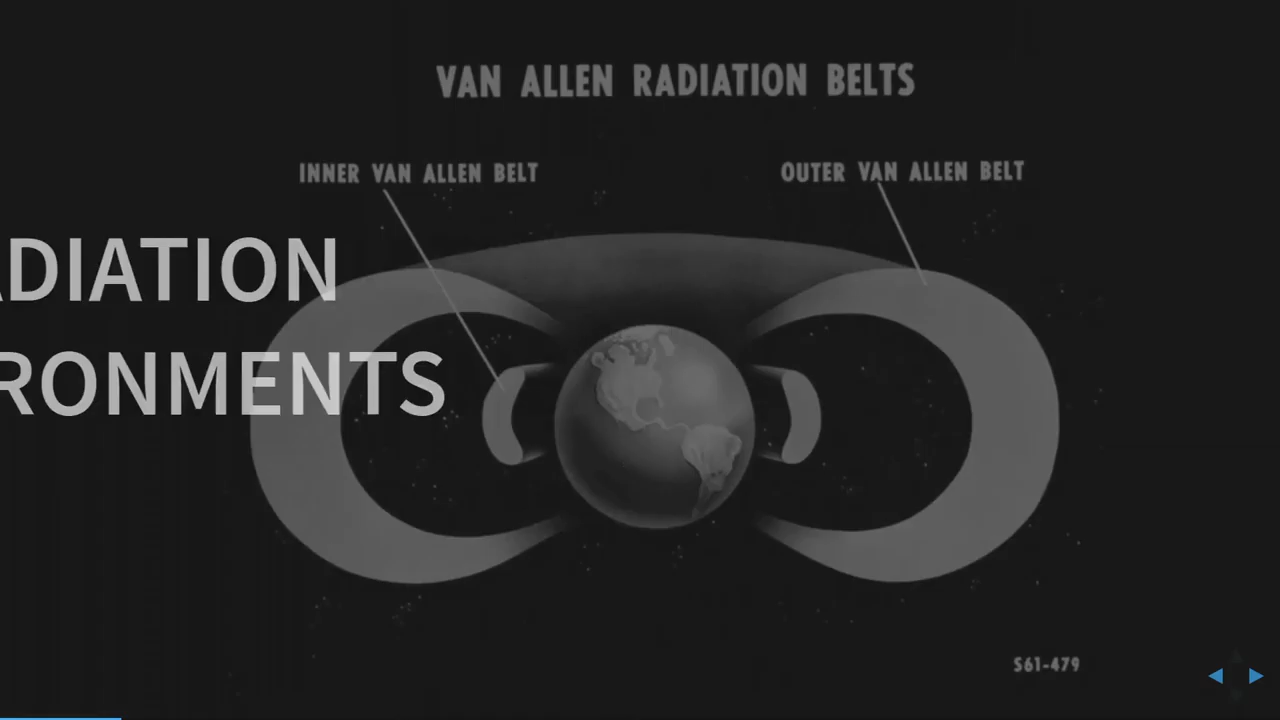 VAN ALLEN RADIATION BELTS
INNER VAN ALLEN BELT
OUTER VAN ALLEN BELT
ADIATION
RONMENTS
S61-479